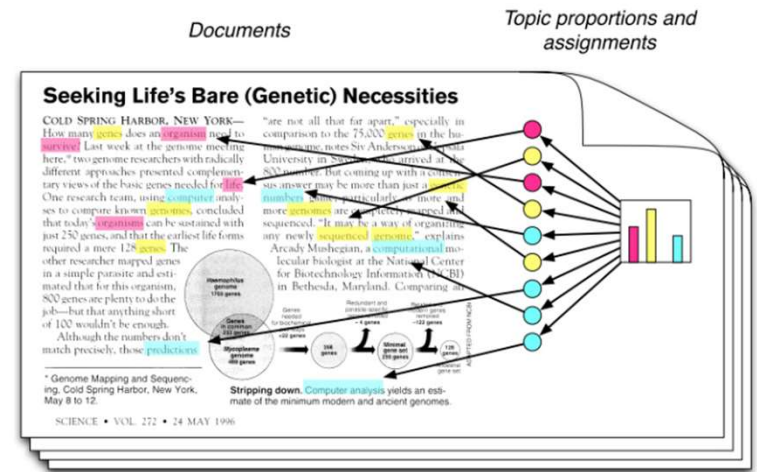 Documents
Topic proportions and
assignments
Seeking Life's Bare (Genetic) Necessities
COLD SPRING HARBOR, NEW YORK—
How many genes does an organism need to
survive? Last week at the genome meeting
here,* two genome researchers with radically
different approaches presented complemen-
tary views of the basic genes needed for life.
One research team, using computer analy-
ses to compare known genomes, concluded
that today's organisms can be sustained with
just 250 genes, and that the earliest life forms
required a mere 128 genes. The
other researcher mapped genes
in a simple parasite and esti-
mated that for this organism,
800 genes are plenty to do the
job—but that anything short
of 100 wouldn't be enough.
Although the numbers don't
match precisely, those predictions
* Genome Mapping and Sequenc-
ing, Cold Spring Harbor, New York,
May 8 to 12.
"are not all that far apart," especially in
comparison to the 75,000 genes in the hu-
man genome, notes Siv Andersson of
University in arrived at the
800 number. But coming up with a consen-
sus answer may be more than just a genetic
numbers particularly as more and
more genomes are completely mapped and
sequenced. "It may be a way of organizing
any newly sequenced genome," explains
Arcady Mushegian, a computational mo-
lecular biologist at the National Center
for Biotechnology Information (NCBI)
in Bethesda, Maryland. Comparing an
Haemophilus
genome
1703 genes
Genes
in common
233 genes
Mycoplasma
genome
469 genes
Genes
needed
for biochemical
+22 genes
256
genes
Redundant and
parasite-specific
– 4 genes
Minimal
gene set
250 genes
genes
removed
–122 genes
128
genes
gene set
ADAPTED FROM NCBI
Stripping down. Computer analysis yields an esti-
mate of the minimum modern and ancient genomes.
SCIENCE • VOL. 272 • 24 MAY 1996